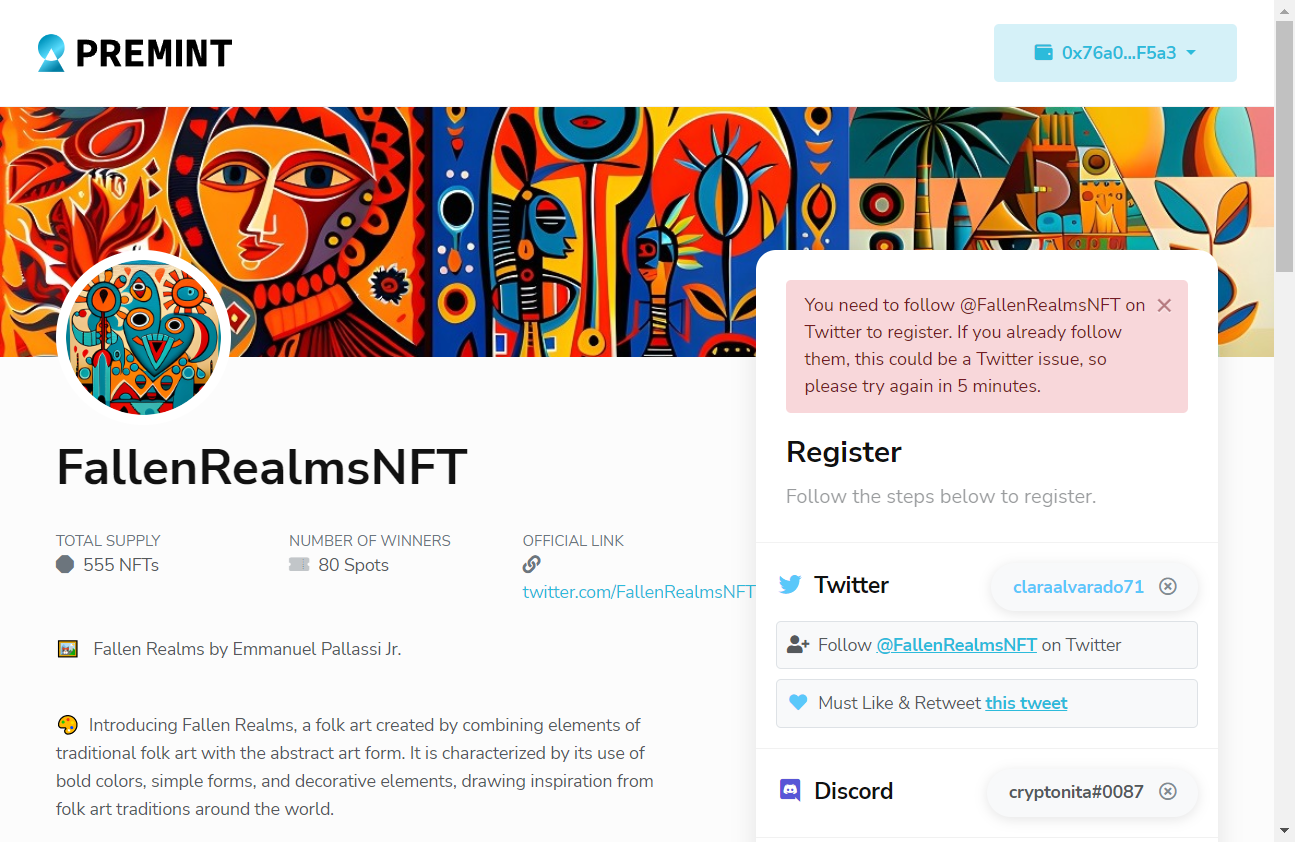 PREMINT
0x76a0...F5a3
You need to follow @FallenRealmsNFT on
Twitter to register. If you already follow
them, this could be a Twitter issue, so
please try again in 5 minutes.
Register
Follow the steps below to register.
Twitter
claraalvarado71
Follow @FallenRealmsNFT on Twitter
Must Like & Retweet this tweet
Discord
cryptonita#0087
FallenRealmsNFT
TOTAL SUPPLY
555 NFTs
NUMBER OF WINNERS
80 Spots
OFFICIAL LINK
twitter.com/FallenRealmsNFT
Fallen Realms by Emmanuel Pallassi Jr.
Introducing Fallen Realms, a folk art created by combining elements of
traditional folk art with the abstract art form. It is characterized by its use of
bold colors, simple forms, and decorative elements, drawing inspiration from
folk art traditions around the world.